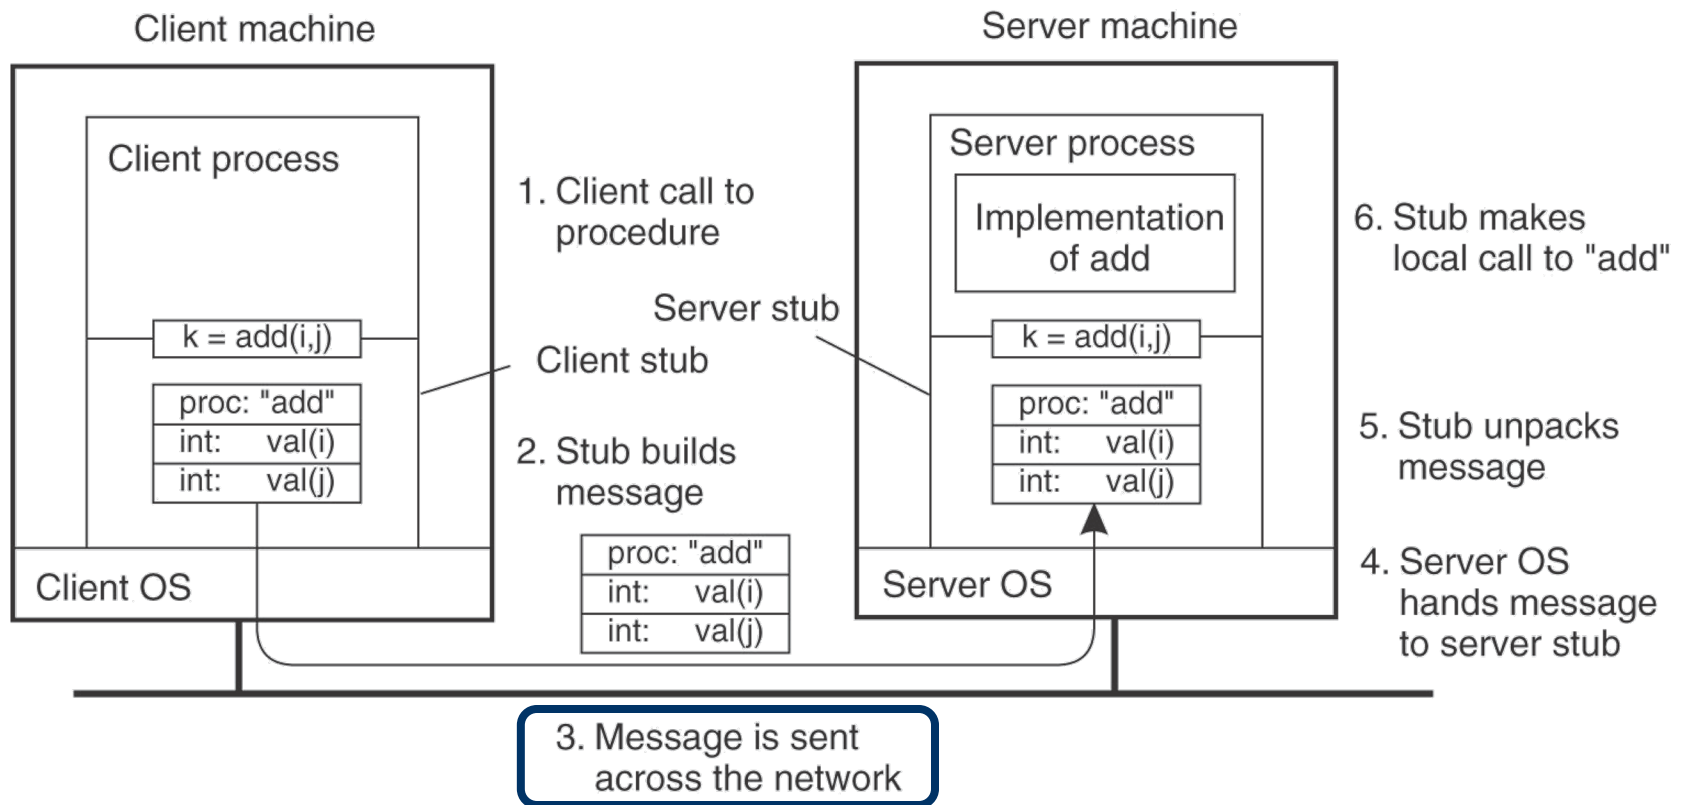 Client machine
Server machine
Client process
1. Client call to
procedure
k = add(i,j)
Client stub
proc: "add"
int: val(i)
int: val(j)
2. Stub builds
message
Client OS
proc: "add"
int: val(i)
int: val(j)
3. Message is sent
across the network
Server process
Implementation
of add
Server stub
k = add(i,j)
proc: "add"
int: val(i)
int: val(j)
Server OS
6. Stub makes
local call to "add"
5. Stub unpacks
message
4. Server OS
hands message
to server stub